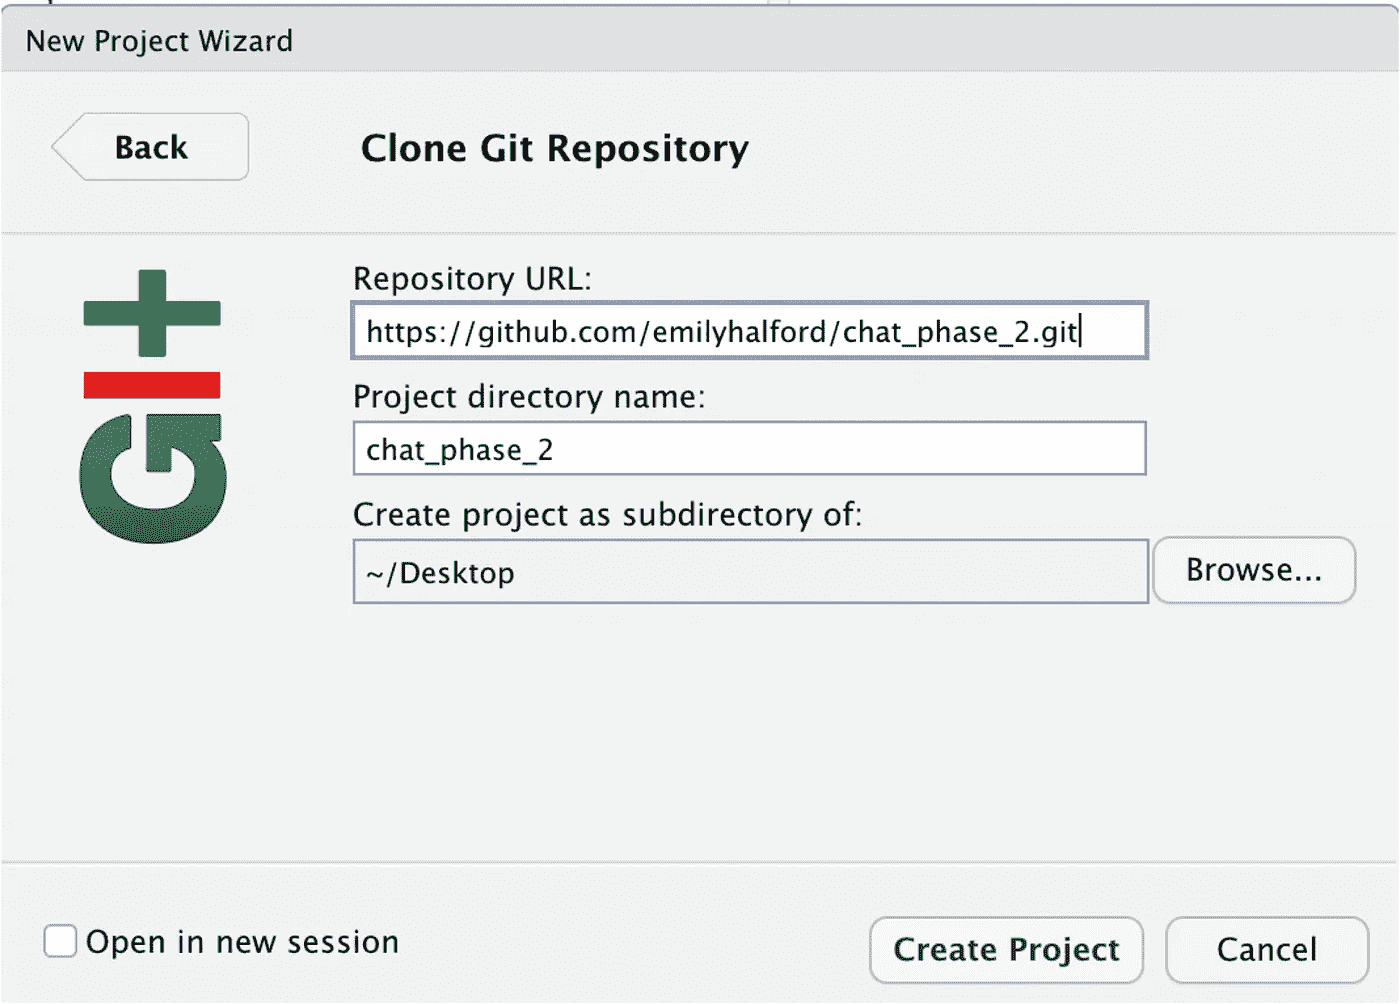 New Project Wizard
Back
Clone Git Repository
GIT
Repository URL:
https://github.com/emilyhalford/chat_phase_2.git
Project directory name:
chat_phase_2
Create project as subdirectory of:
~/Desktop
Browse...
Open in new session
Create Project
Cancel